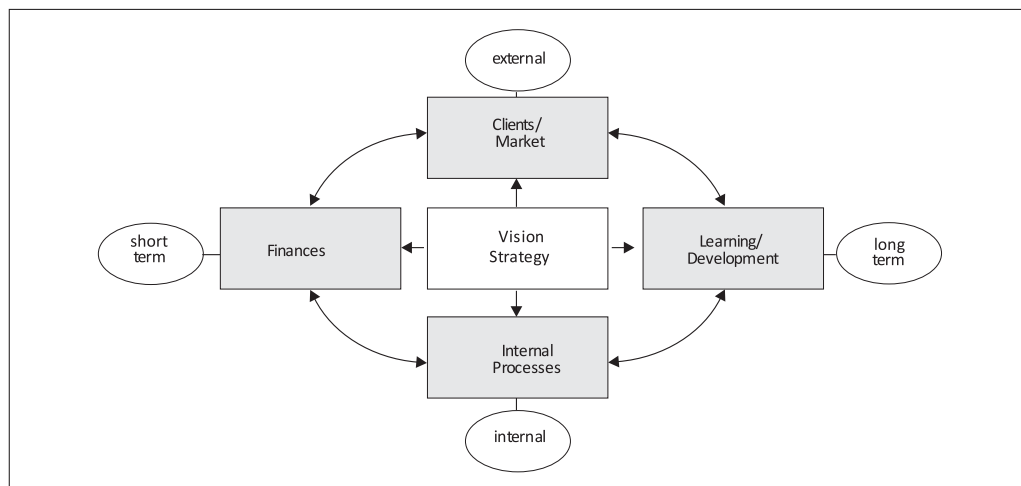 external
Clients/
Market
short
term
Finances
Vision
Strategy
Learning/
Development
long
term
Internal
Processes
internal